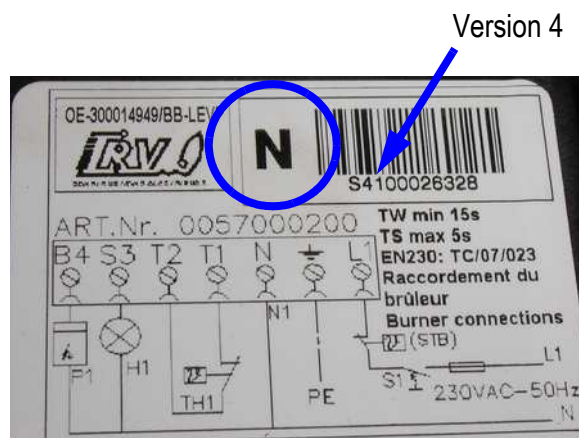 Version 4
OE-300014949/BB-LEV
TRV
N
S4100026328
ART.Nr. 0057000200
TW min 15s
TS max 5s
EN230: TC/07/023
Raccordement du
brûleur
Burner connections
B4 S3 T2 T1 N L1
N1
(STB)
h
P1
H1
TH1
PE
S1
L1
230VAC-50Hz
N